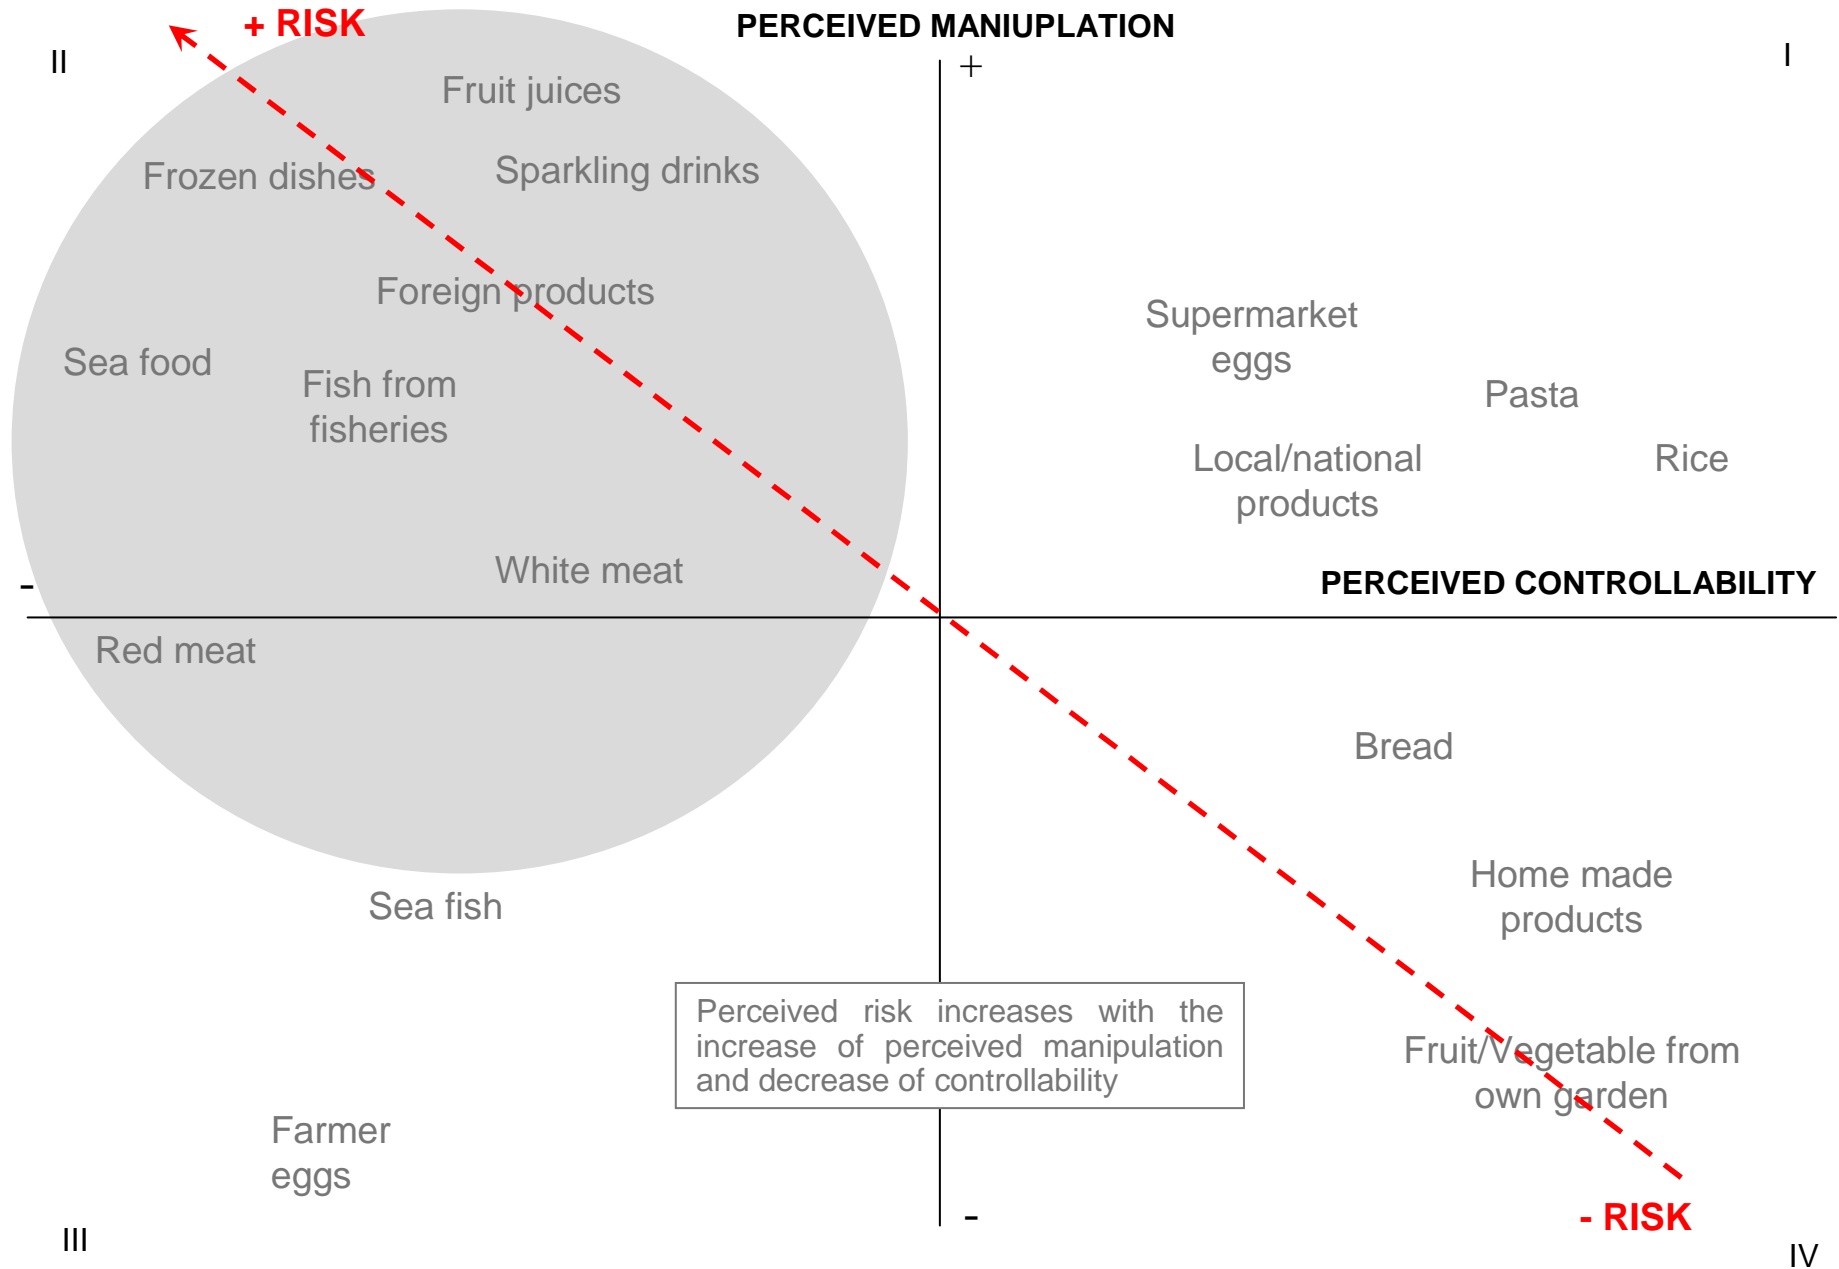 + RISK
PERCEIVED MANIUPLATION
II
+
I
Fruit juices
Frozen dishes
Sparkling drinks
Foreign products
Supermarket
eggs
Sea food
Fish from
fisheries
Pasta
Local/national
products
Rice
White meat
-
PERCEIVED CONTROLLABILITY
Red meat
Bread
Sea fish
Home made
products
Perceived risk increases with the
increase of perceived manipulation
and decrease of controllability
Fruit/Vegetable from
own garden
Farmer
eggs
-
- RISK
III
IV